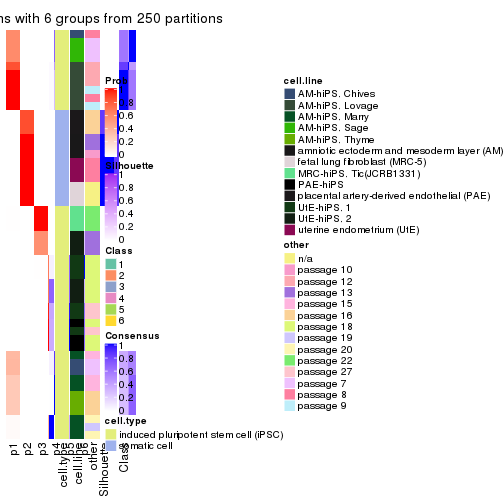 ns with 6 groups from 250 partitions
Prob
0.8
0.6
0.4
0.2
0
Silhouette
1
0.8
0.6
0.4
0.2
0
Class
1
2
3
4
5
6
Consensus
1
0.8
0.6
0.4
0.2
0
cell.type
induced pluripotent stem cell (iPSC)
somatic cell
cell.line
AM-hiPS. Chives
AM-hiPS. Lovage
AM-hiPS. Marry
AM-hiPS. Sage
AM-hiPS. Thyme
amniotic ectoderm and mesoderm layer (AM)
fetal lung fibroblast (MRC-5)
MRC-hiPS. Tic(JCRB1331)
PAE-hiPS
placental artery-derived endothelial (PAE)
UtE-hiPS. 1
UtE-hiPS. 2
uterine endometrium (UtE)
other
n/a
passage 10
passage 12
passage 13
passage 15
passage 16
passage 18
passage 19
passage 20
passage 22
passage 27
passage 7
passage 8
passage 9
p1
p2
p3
p4
cell.type
p5
cell.line
p6
other
Silhouette
Class